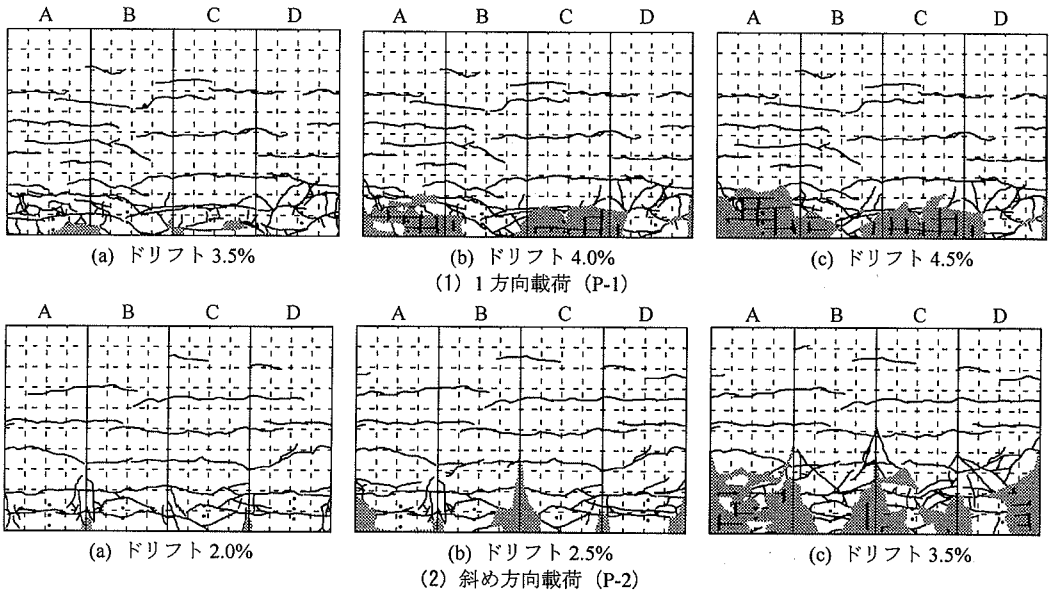 A B C D A B C D A B C D
(a) ドリフト 3.5% (b) ドリフト 4.0% (c) ドリフト 4.5%
(1) 1 方向載荷 (P-1)
A B C D A B C D A B C D
(a) ドリフト 2.0% (b) ドリフト 2.5% (c) ドリフト 3.5%
(2) 斜め方向載荷 (P-2)